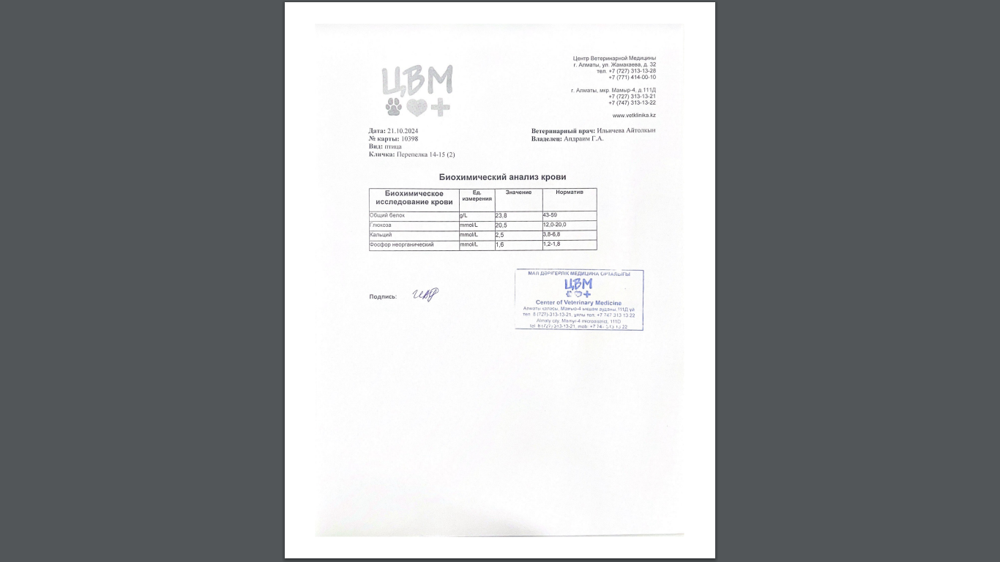 ЦВМ
Центр Ветеринарной Медицины
г. Алматы, ул. Жамакаева, д. 32
тел. +7 (727) 313-13-28
+7 (771) 414-00-10
г. Алматы, мкр. Мамыр-4, д.111Д
+7 (727) 313-13-21
+7 (747) 313-13-22
www.vetklinika.kz
Дата: 21.10.2024
№ карты: 10398
Вид: птица
Кличка: Перепелка 14-15 (2)
Ветеринарный врач: Ильичева Айтолкын
Владелец: Апдраим Г.А.
Биохимический анализ крови
Биохимическое исследование крови Ед. измерения Значение Норматив
Общий белок g/L 23,8 43-59
Глюкоза mmol/L 20,5 12,0-20,0
Кальций mmol/L 2,5 3,8-6,8
Фосфор неорганический mmol/L 1,6 1,2-1,8
Подпись:
МАЛ ДӘРІГЕРЛІК МЕДИЦИНА ОРТАЛЫҒЫ
ЦВМ
Center of Veterinary Medicine
Алматы қаласы, Мамыр-4 ықшам ауданы, 111Д үй
тел. 8 (727)-313-13-21, ұялы тел. +7 747 313 13 22
Almaty city, Mamyr-4 microdistrict, 111D
tel. 8 (727) 313-13-21, mob. +7 747 313 13 22